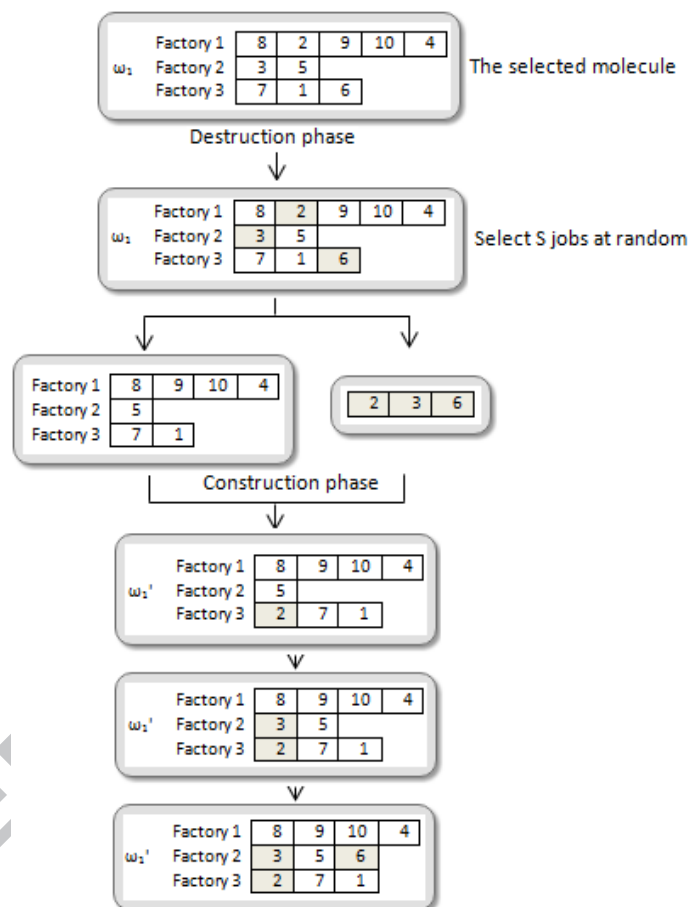 Factory 1 8 2 9 10 4
ω₁ Factory 2 3 5
Factory 3 7 1 6
The selected molecule
Destruction phase
Factory 1 8 2 9 10 4
ω₁ Factory 2 3 5
Factory 3 7 1 6
Select S jobs at random
Factory 1 8 9 10 4
Factory 2 5
Factory 3 7 1
2 3 6
Construction phase
Factory 1 8 9 10 4
ω₁' Factory 2 5
Factory 3 2 7 1
Factory 1 8 9 10 4
ω₁' Factory 2 3 5
Factory 3 2 7 1
Factory 1 8 9 10 4
ω₁' Factory 2 3 5 6
Factory 3 2 7 1